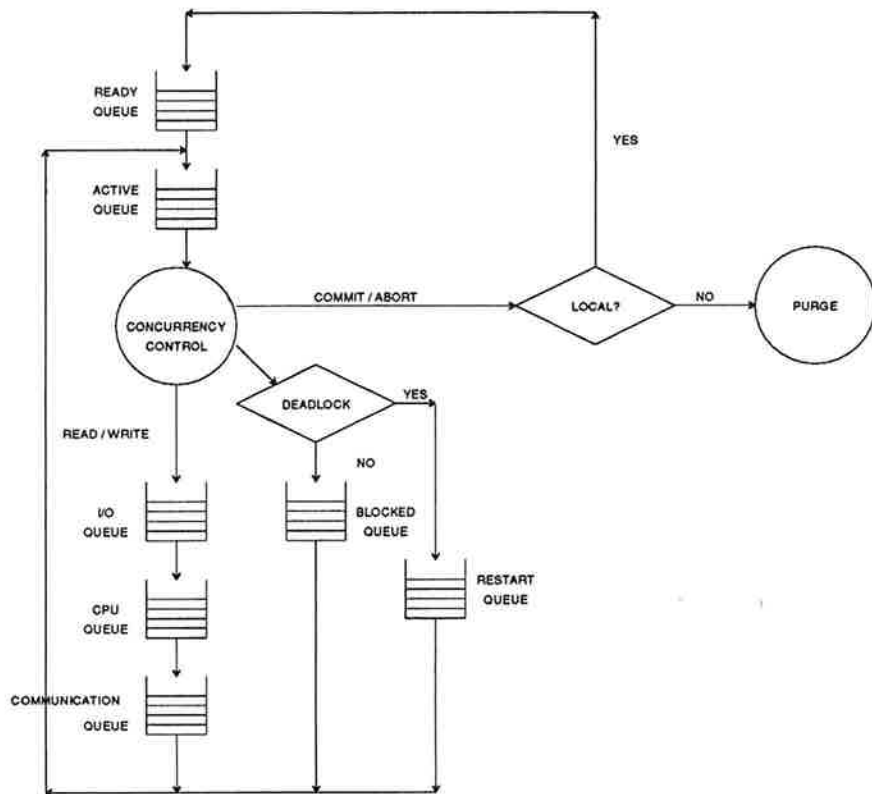 READY
QUEUE
YES
ACTIVE
QUEUE
COMMIT / ABORT
LOCAL?
NO
PURGE
CONCURRENCY
CONTROL
DEADLOCK
YES
READ / WRITE
NO
I/O
QUEUE
BLOCKED
QUEUE
RESTART
QUEUE
CPU
QUEUE
COMMUNICATION
QUEUE